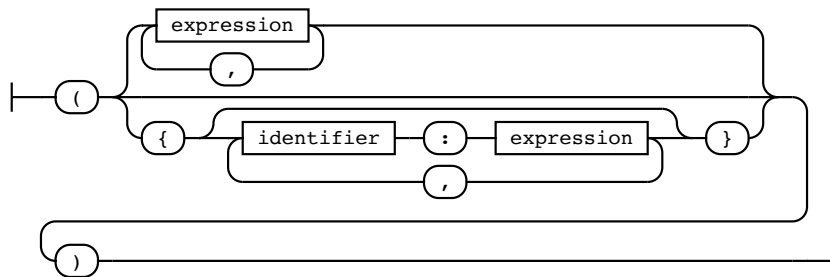 expression
,
(
{ identifier : expression }
,
)